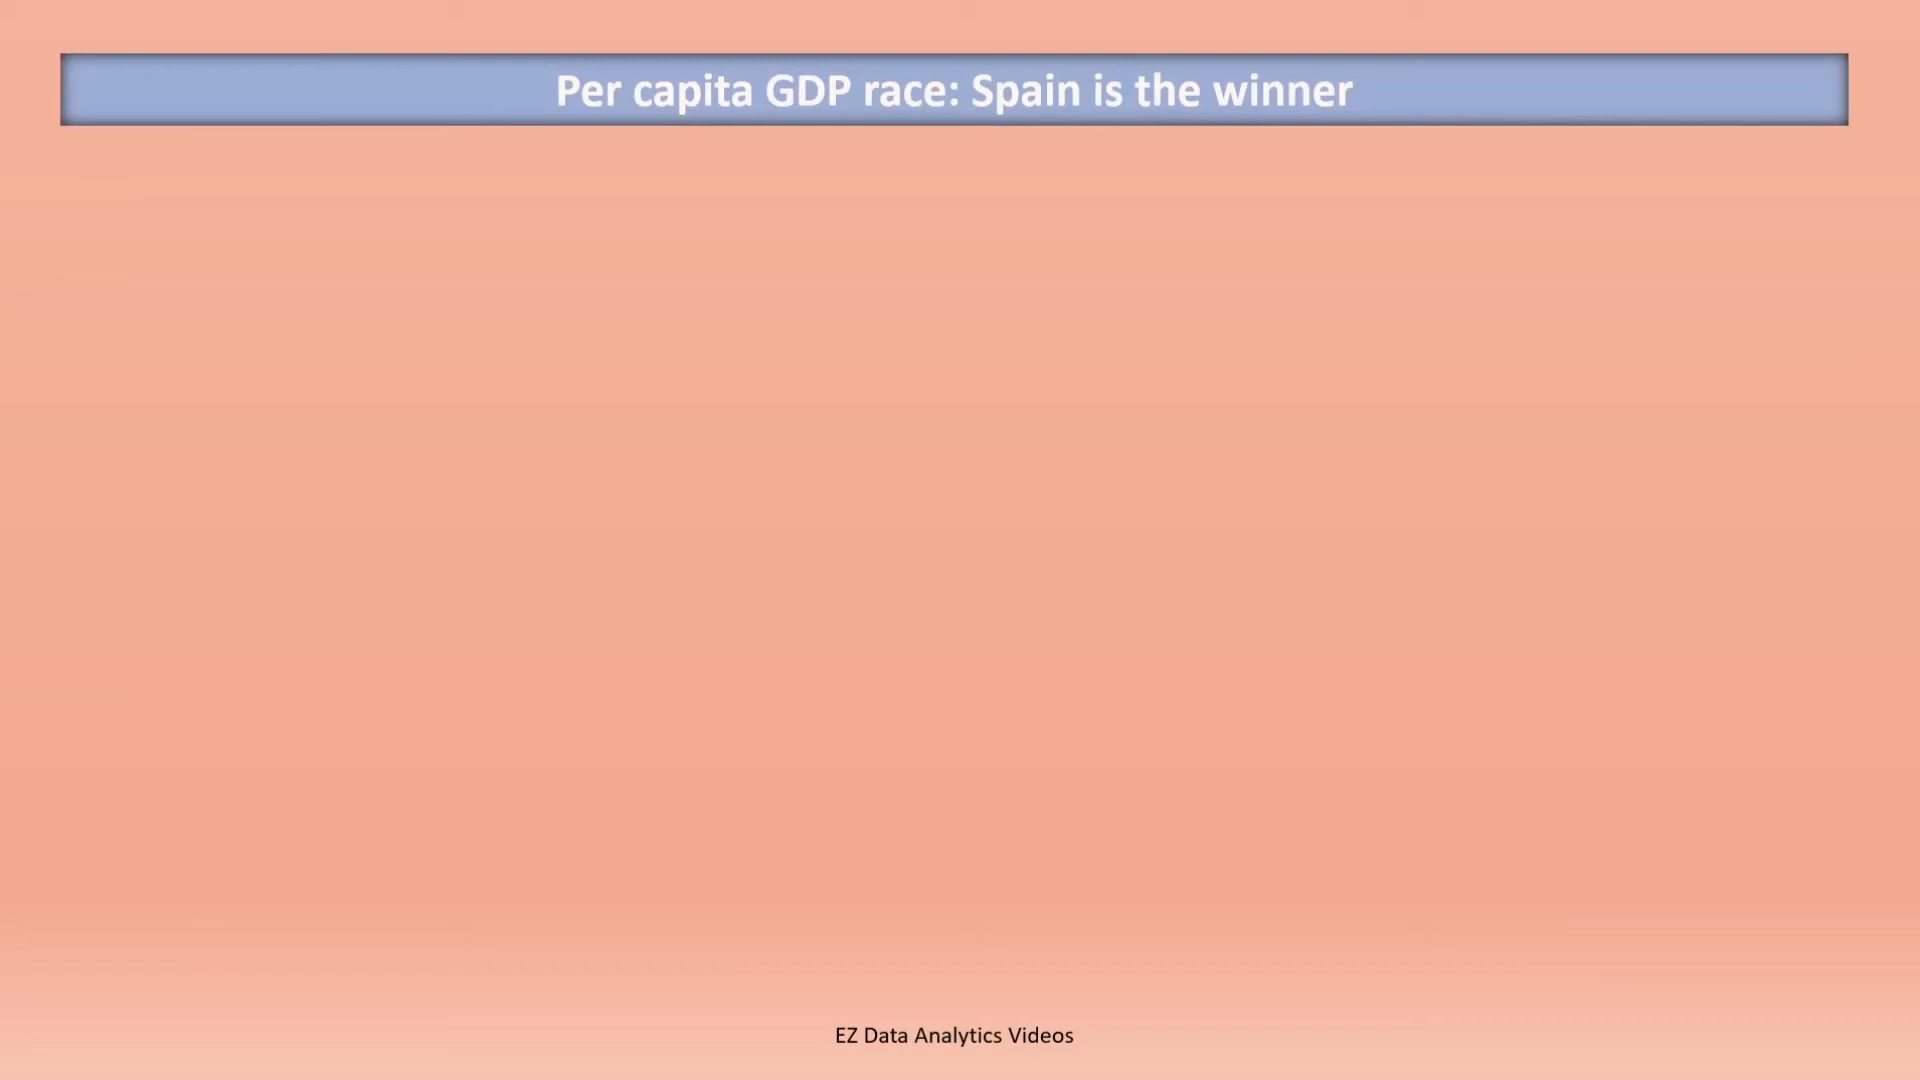 Per capita GDP race: Spain is the winner
EZ Data Analytics Videos